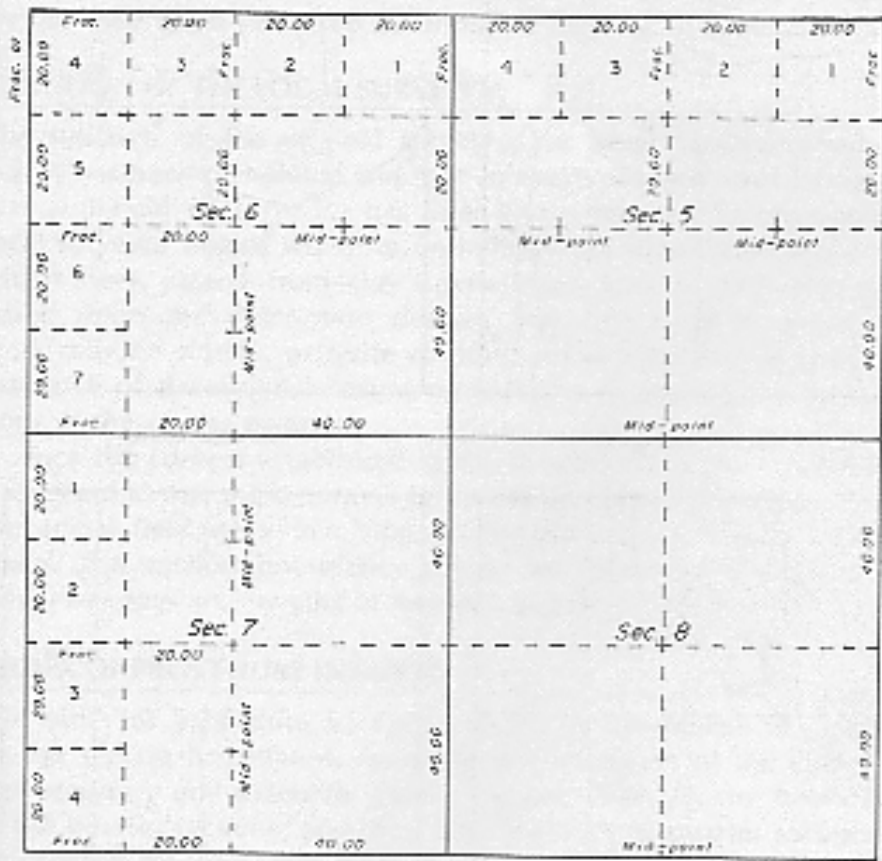 Frac. 20.00 20.00 20.00 20.00 20.00 20.00 20.00
Frac. or 20.00
4 3 Frac. 2 1 Frac. 4 3 Frac. 2 1 Frac.
20.00 5 20.00 20.00 19.60 20.00
Sec. 6 Sec. 5
Frac. 20.00 Mid-point Mid-point Mid-point
20.00 6 Mid-point 40.00
20.00 7
Frac. 20.00 40.00 Mid-point
20.00 1 Mid-point 40.00 40.00
20.00 2
Sec. 7 Sec. 8
Frac. 20.00
20.00 3 Mid-point 40.00 40.00
20.00 4
Frac. 20.00 40.00 Mid-point